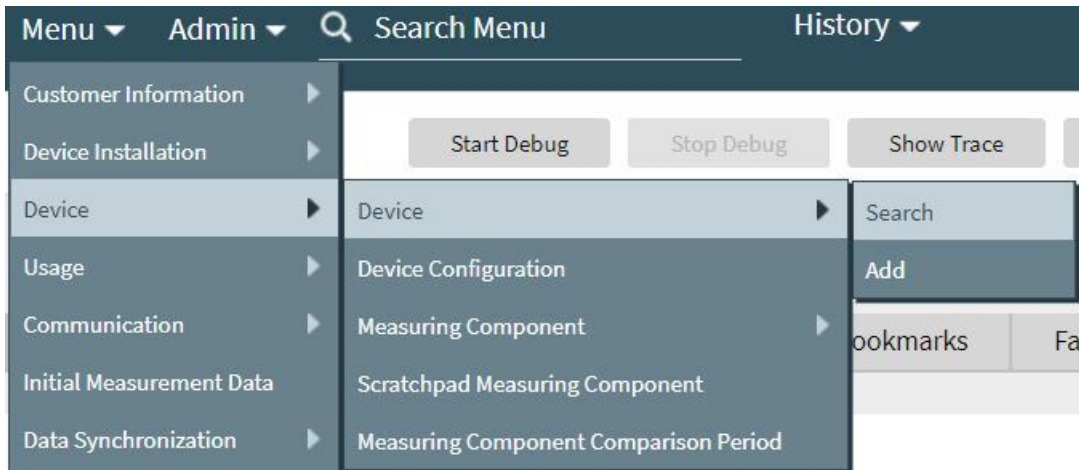 Menu Admin Search Menu History
Customer Information
Device Installation
Start Debug Stop Debug Show Trace
Device Device Search
Usage Device Configuration Add
Communication Measuring Component ookmarks Fa
Initial Measurement Data Scratchpad Measuring Component
Data Synchronization Measuring Component Comparison Period